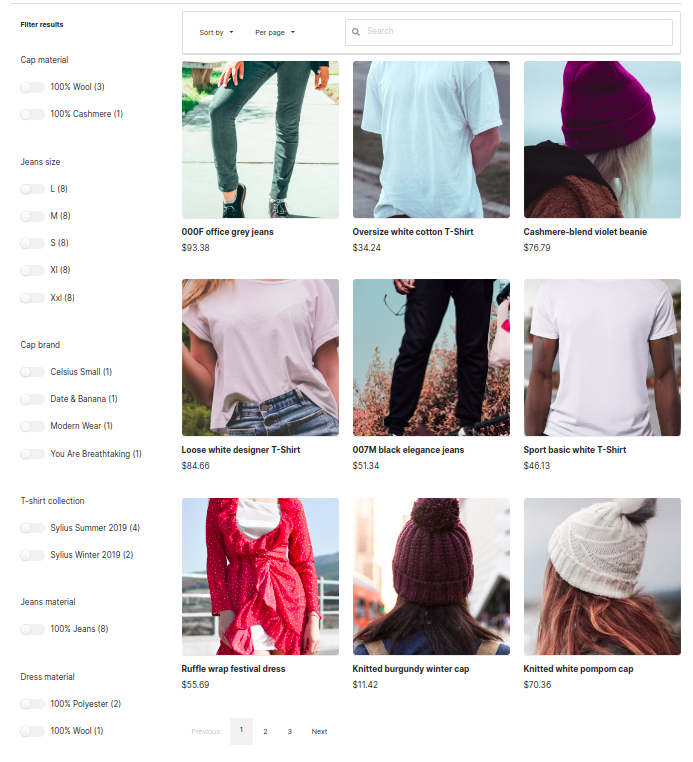 Filter results
Cap material
100% Wool (3)
100% Cashmere (1)
Jeans size
L (8)
M (8)
S (8)
Xl (8)
Xxl (8)
Cap brand
Celsius Small (1)
Date & Banana (1)
Modern Wear (1)
You Are Breathtaking (1)
T-shirt collection
Sylius Summer 2019 (4)
Sylius Winter 2019 (2)
Jeans material
100% Jeans (8)
Dress material
100% Polyester (2)
100% Wool (1)
Sort by Per page Search
000F office grey jeans
$93.38
Oversize white cotton T-Shirt
$34.24
Cashmere-blend violet beanie
$76.79
Loose white designer T-Shirt
$84.66
007M black elegance jeans
$51.34
Sport basic white T-Shirt
$46.13
Ruffle wrap festival dress
$55.69
Knitted burgundy winter cap
$11.42
Knitted white pompom cap
$70.36
Previous 1 2 3 Next